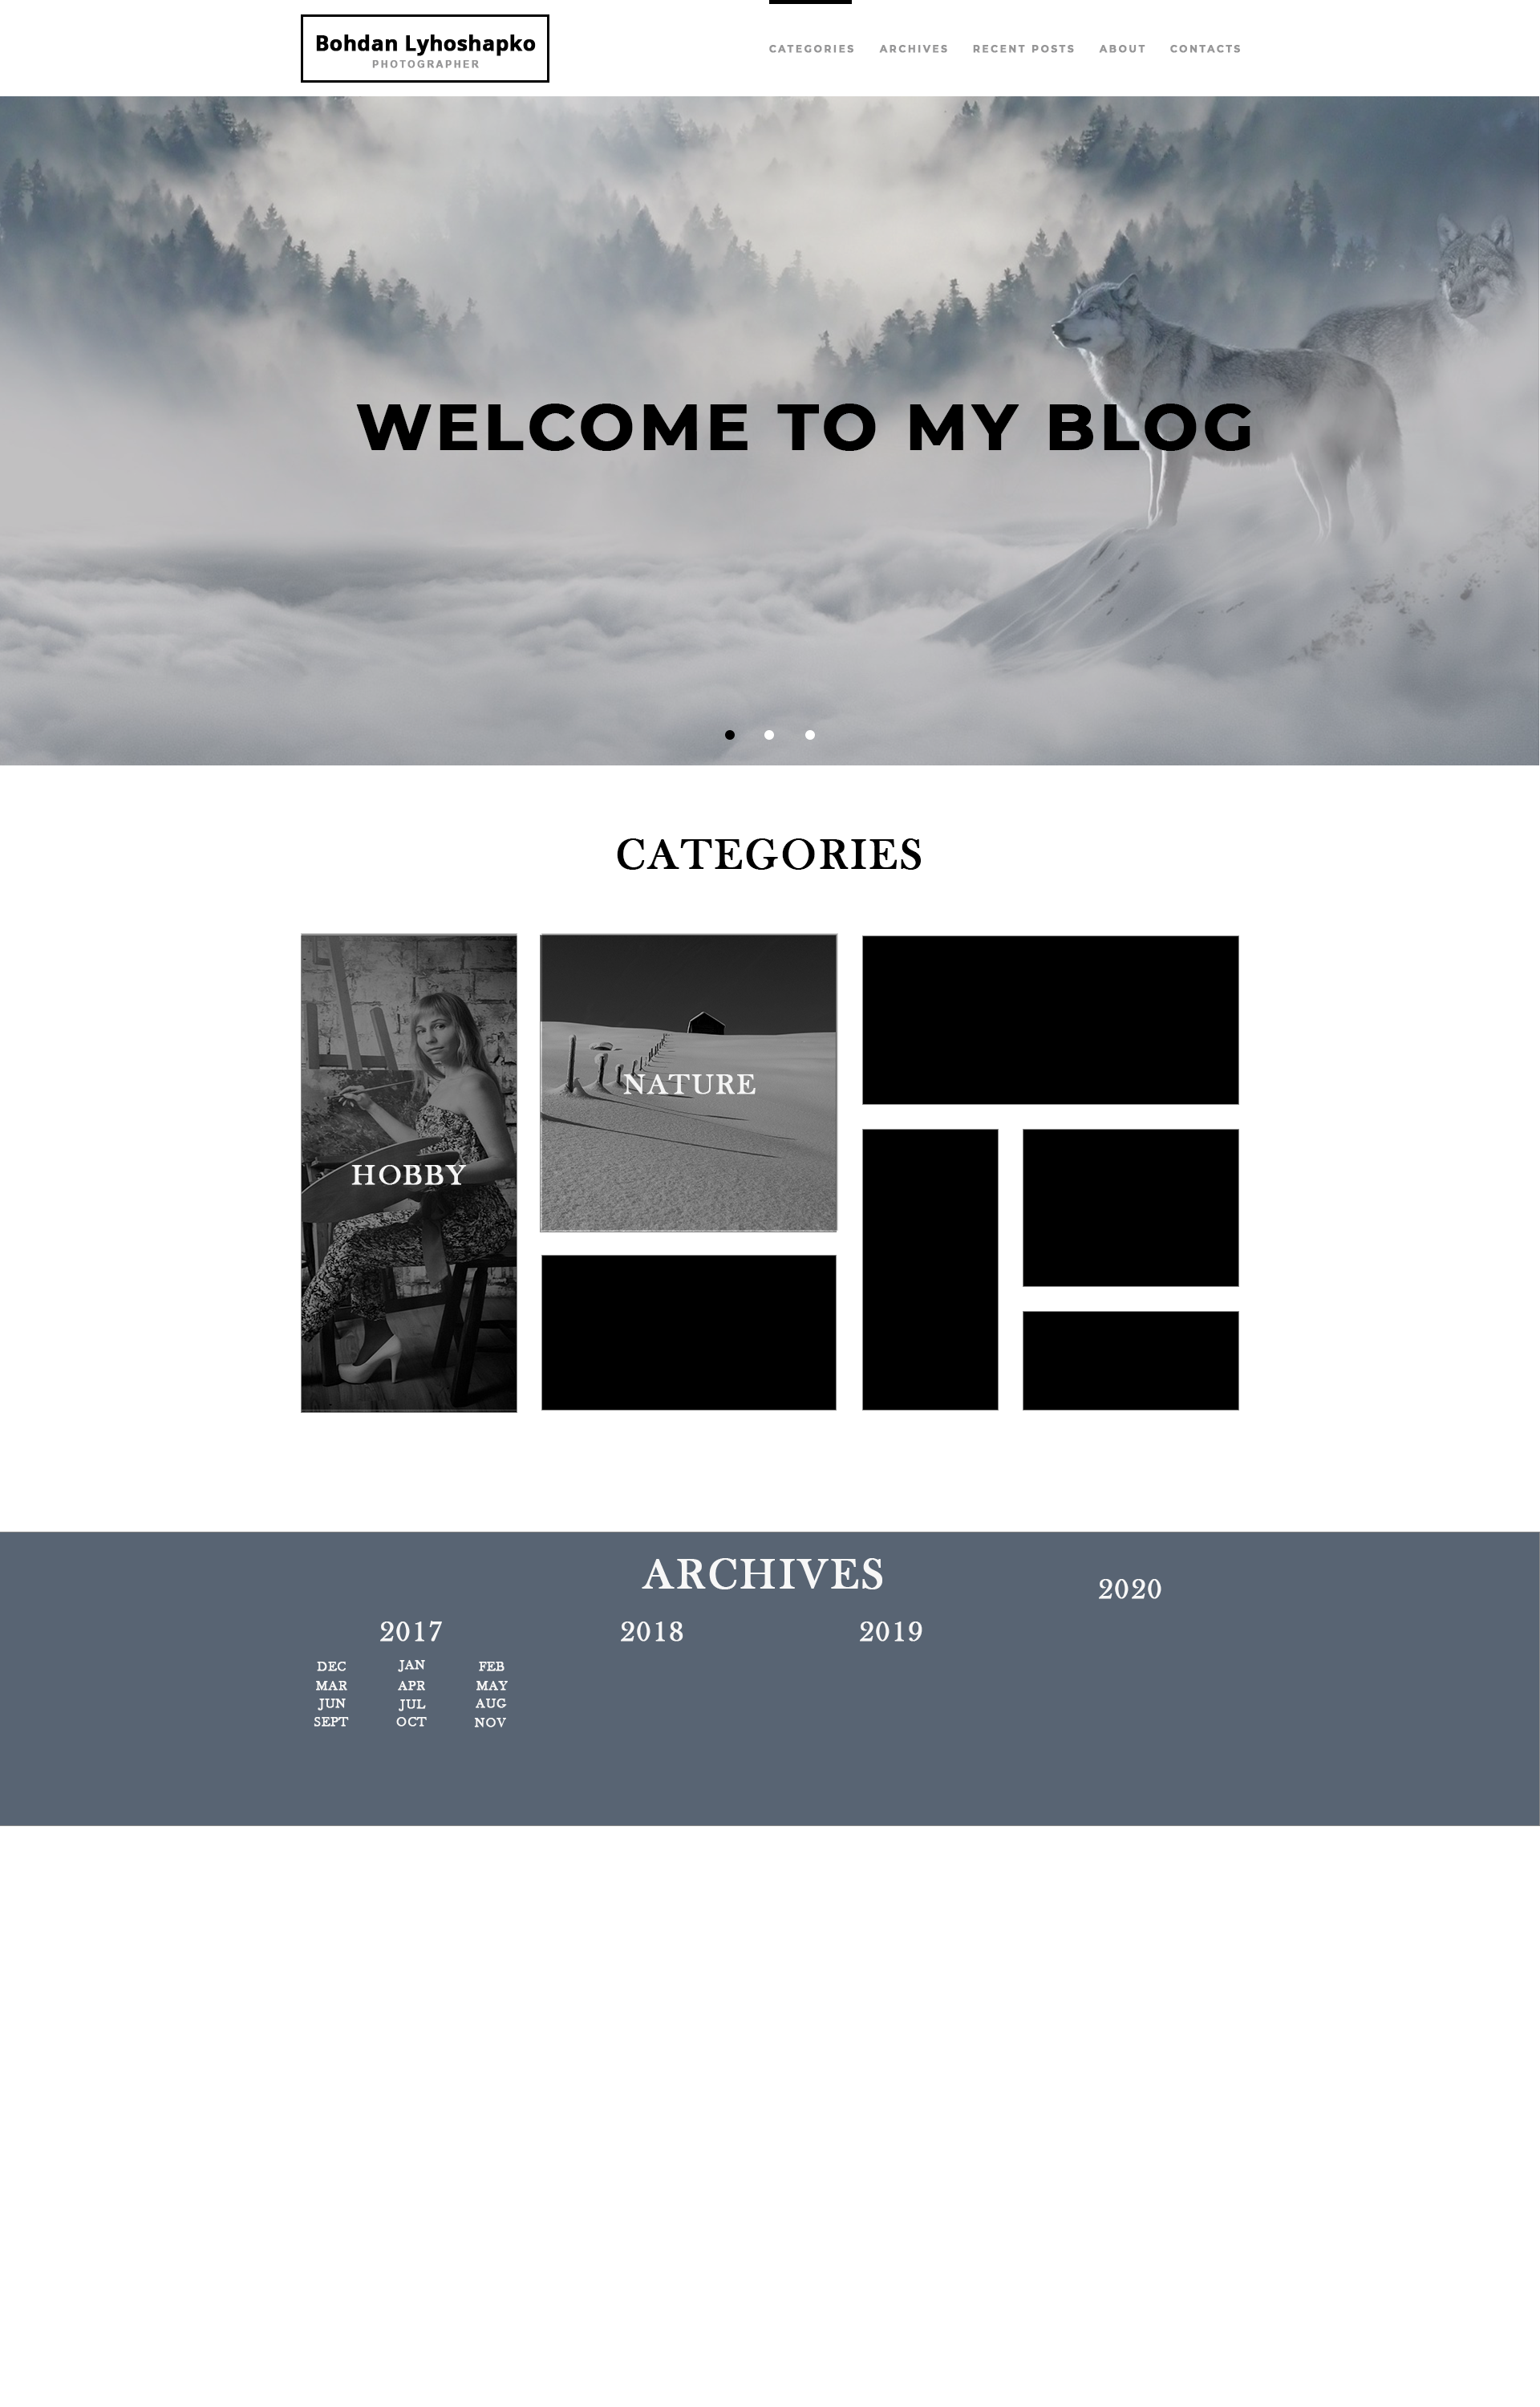 Bohdan Lyhoshapko
PHOTOGRAPHER
CATEGORIES ARCHIVES RECENT POSTS ABOUT CONTACTS
WELCOME TO MY BLOG
CATEGORIES
NATURE
HOBBY
ARCHIVES
2020
2017 2018 2019
DEC JAN FEB
MAR APR MAY
JUN JUL AUG
SEPT OCT NOV